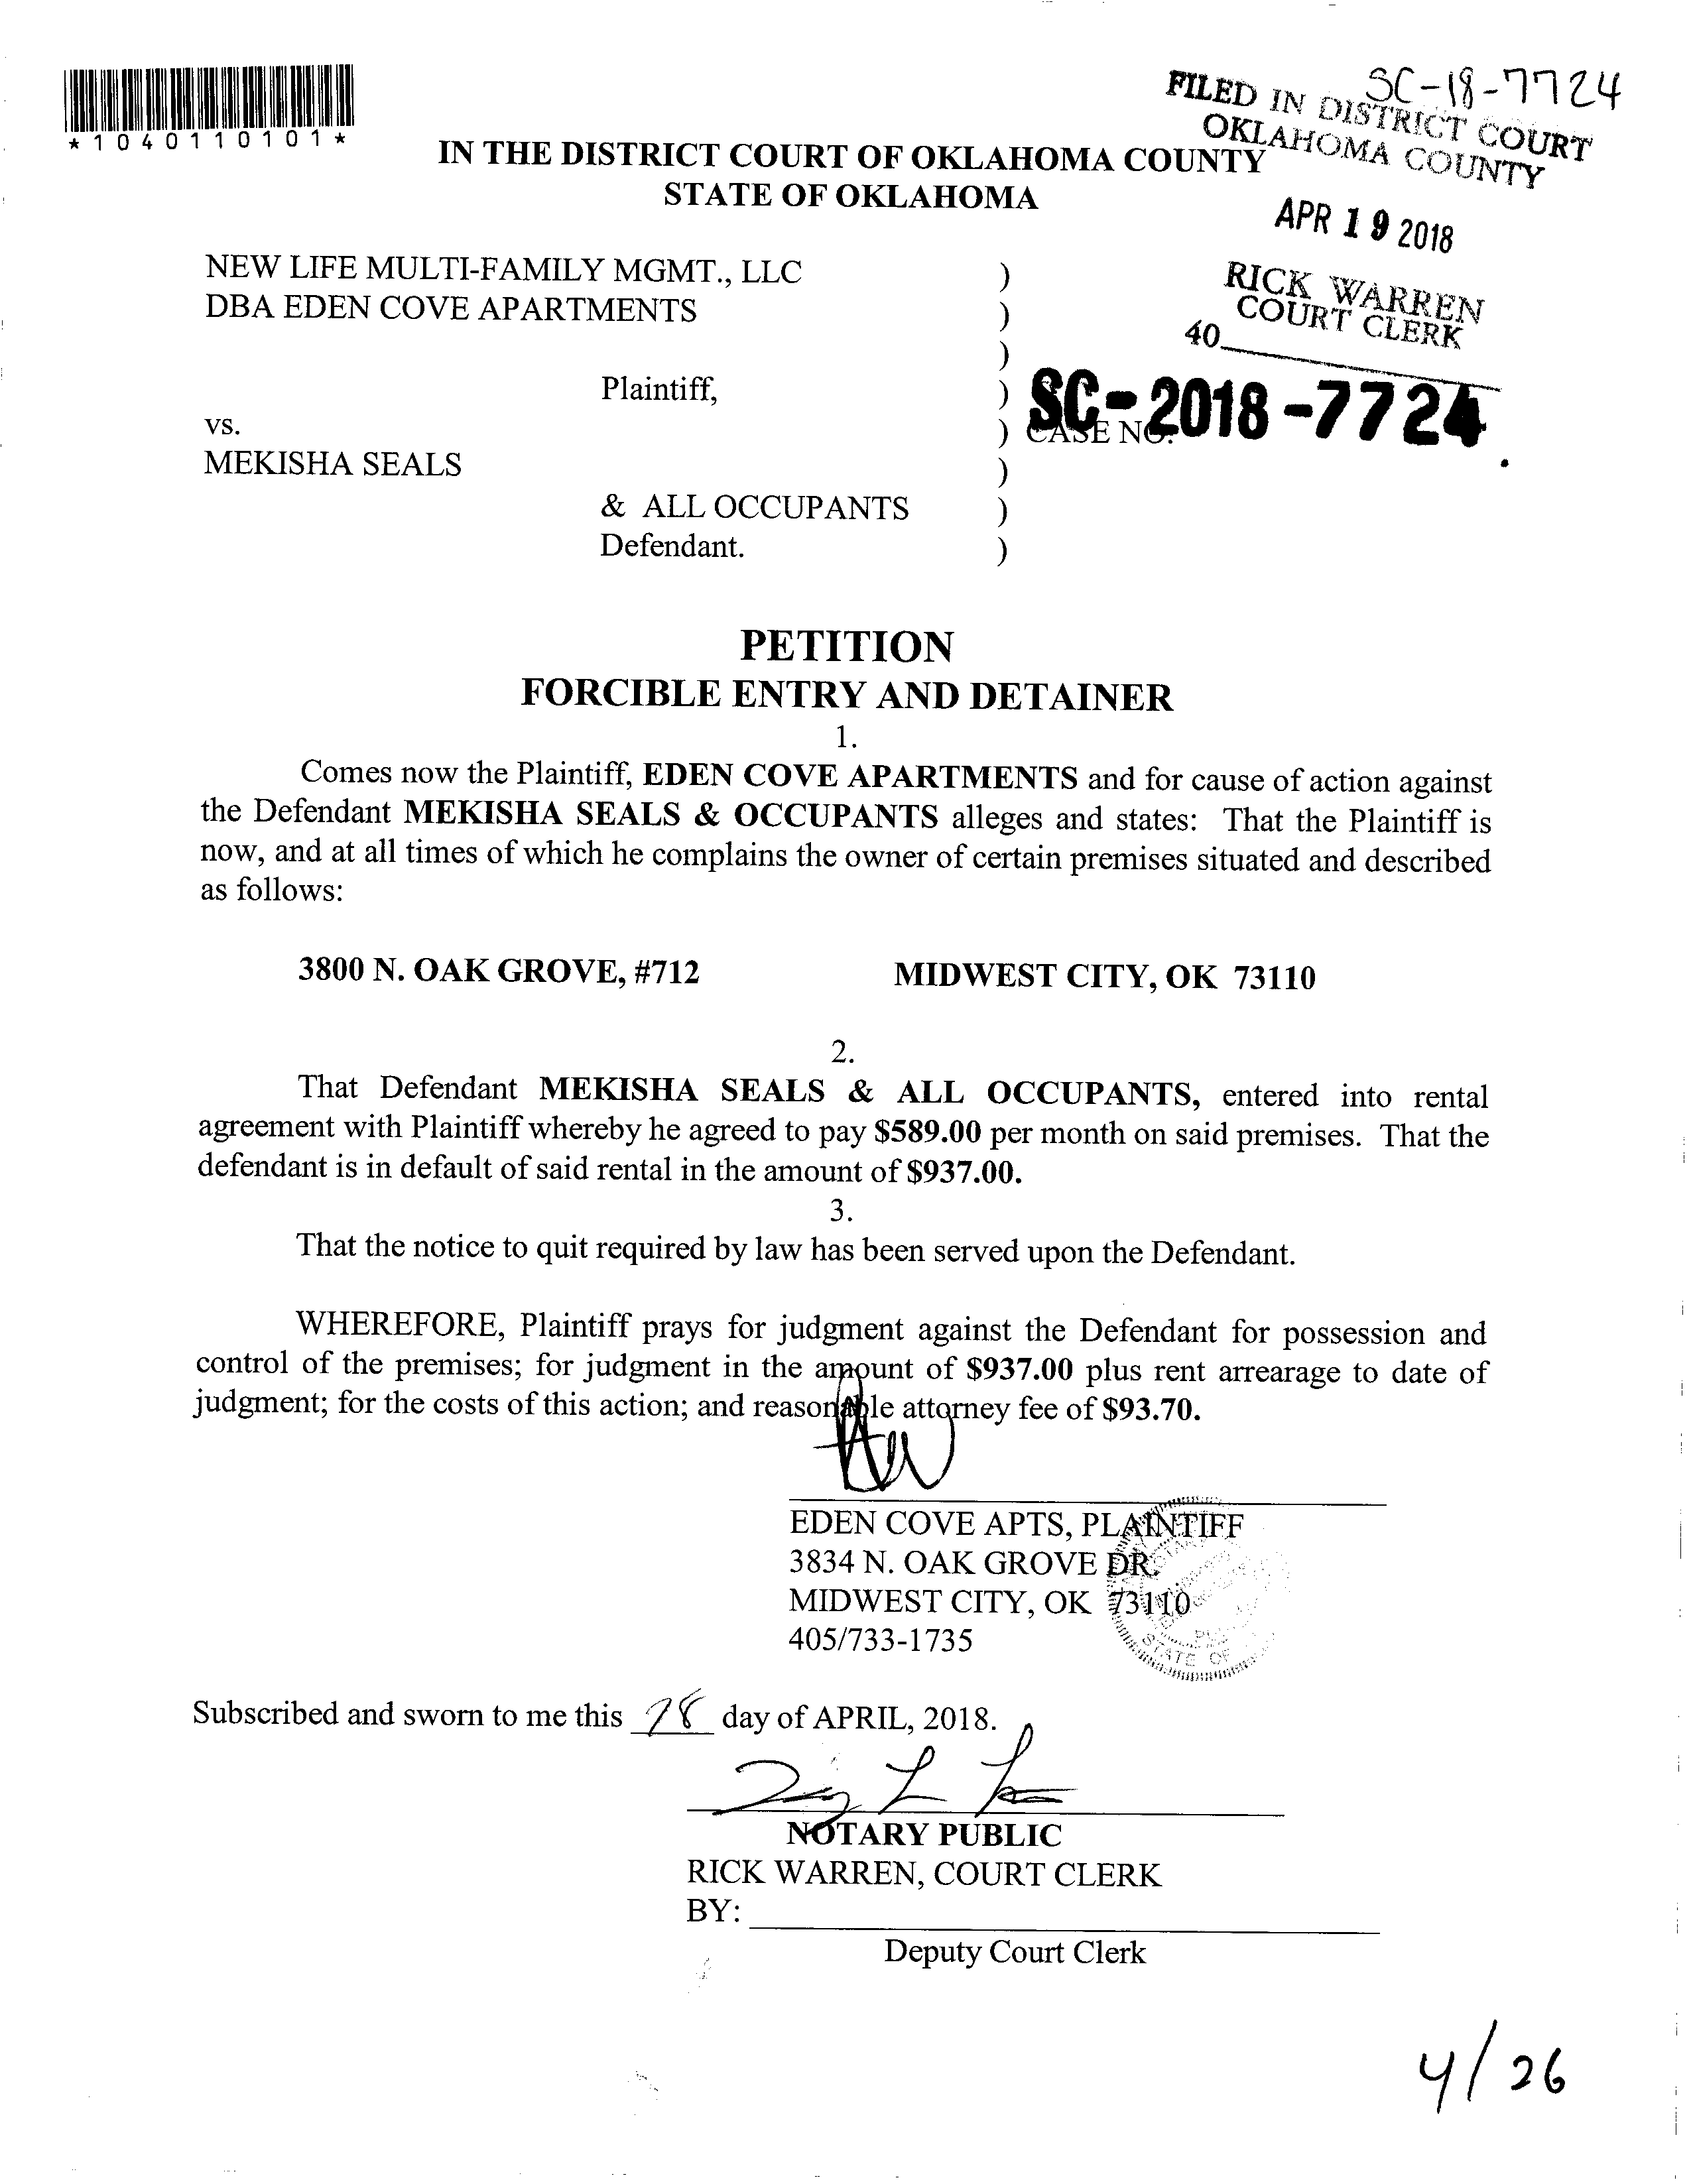 SC-18-7724
FILED IN DISTRICT COURT
OKLAHOMA COUNTY
*1040110101*
IN THE DISTRICT COURT OF OKLAHOMA COUNTY
STATE OF OKLAHOMA
APR 19 2018
RICK WARREN
COURT CLERK
40
NEW LIFE MULTI-FAMILY MGMT., LLC )
DBA EDEN COVE APARTMENTS )
)
Plaintiff, )
SC-2018-7724
vs. ) CASE NO. .
MEKISHA SEALS )
& ALL OCCUPANTS )
Defendant. )
PETITION
FORCIBLE ENTRY AND DETAINER
1.
Comes now the Plaintiff, EDEN COVE APARTMENTS and for cause of action against
the Defendant MEKISHA SEALS & OCCUPANTS alleges and states: That the Plaintiff is
now, and at all times of which he complains the owner of certain premises situated and described
as follows:
3800 N. OAK GROVE, #712 MIDWEST CITY, OK 73110
2.
That Defendant MEKISHA SEALS & ALL OCCUPANTS, entered into rental
agreement with Plaintiff whereby he agreed to pay $589.00 per month on said premises. That the
defendant is in default of said rental in the amount of $937.00.
3.
That the notice to quit required by law has been served upon the Defendant.
WHEREFORE, Plaintiff prays for judgment against the Defendant for possession and
control of the premises; for judgment in the amount of $937.00 plus rent arrearage to date of
judgment; for the costs of this action; and reasonable attorney fee of $93.70.
EDEN COVE APTS, PLAINTIFF
3834 N. OAK GROVE DR.
MIDWEST CITY, OK 73110
405/733-1735
STATE OF
Subscribed and sworn to me this day of APRIL, 2018.
NOTARY PUBLIC
RICK WARREN, COURT CLERK
BY:
Deputy Court Clerk
4/26